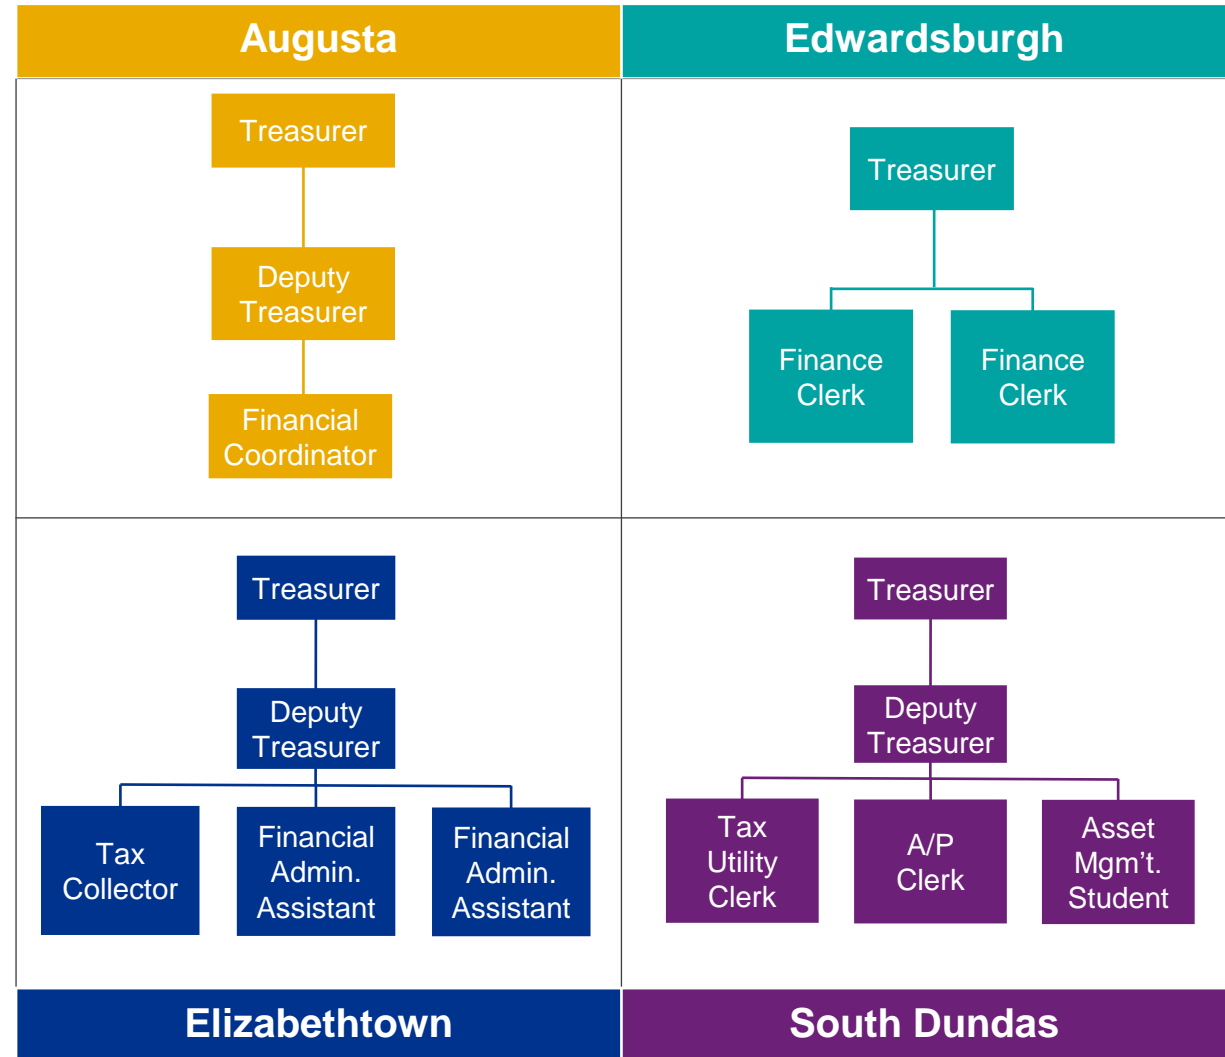 Augusta
Edwardsburgh
Treasurer
Deputy
Treasurer
Financial
Coordinator
Treasurer
Finance
Clerk
Finance
Clerk
Treasurer
Deputy
Treasurer
Tax
Collector
Financial
Admin.
Assistant
Financial
Admin.
Assistant
Treasurer
Deputy
Treasurer
Tax
Utility
Clerk
A/P
Clerk
Asset
Mgm’t.
Student
Elizabethtown
South Dundas